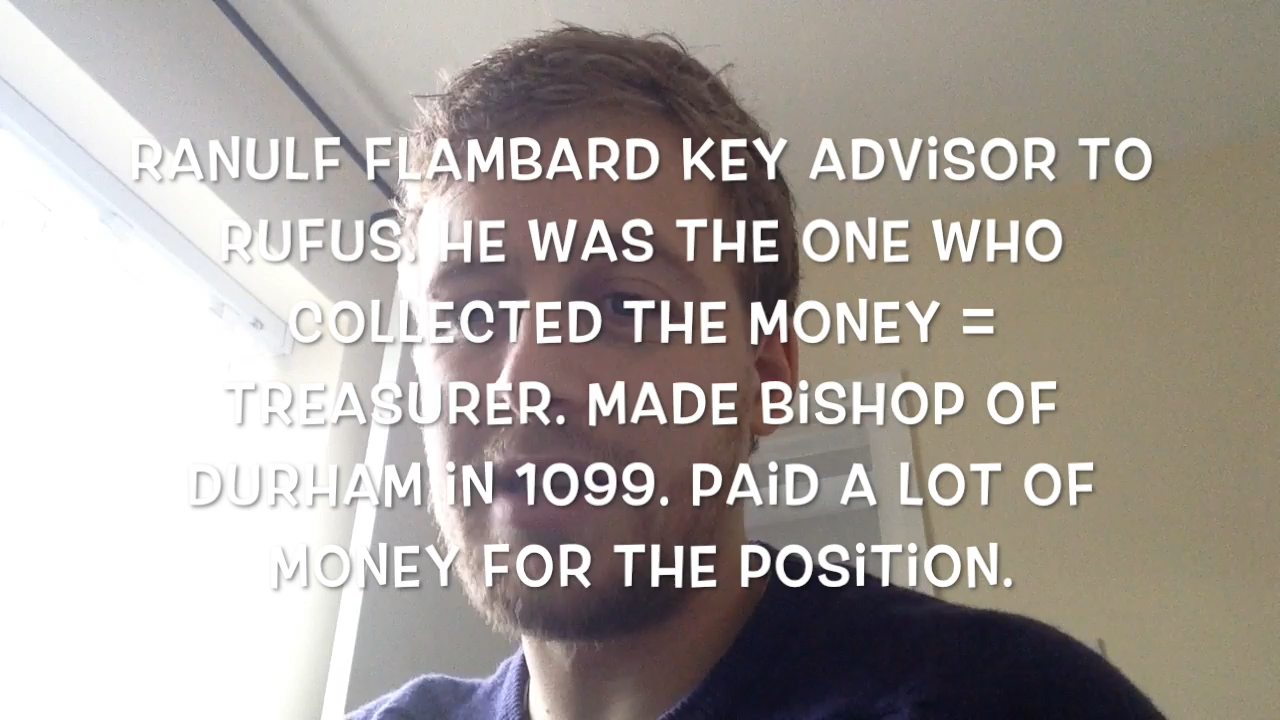 RANULF FLAMBARD KEY ADViSOR TO
RUFUS. HE WAS THE ONE WHO
COLLECTED THE MONEY =
TREASURER. MADE BiSHOP OF
DURHAM iN 1099. PAiD A LOT OF
MONEY FOR THE POSiTiON.